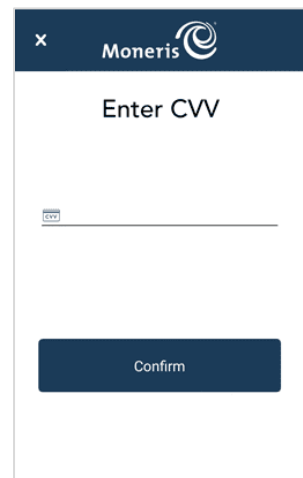 ×
Moneris
Enter CVV
CVV
Confirm